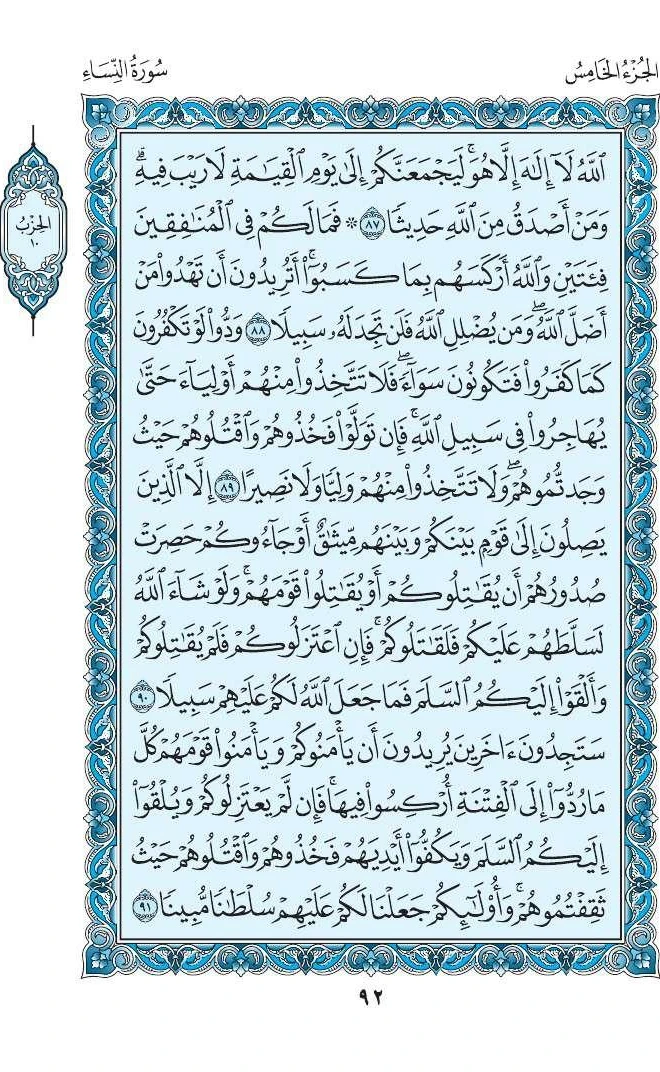 الجُزْءُ الخَامِسُ
سُورَةُ النِّسَاءِ
ٱللَّهُ لَآ إِلَٰهَ إِلَّا هُوَۚ لَيَجْمَعَنَّكُمْ إِلَىٰ يَوْمِ ٱلْقِيَٰمَةِ لَا رَيْبَ فِيهِۗ
وَمَنْ أَصْدَقُ مِنَ ٱللَّهِ حَدِيثًا ٨٧ ۞ فَمَا لَكُمْ فِي ٱلْمُنَٰفِقِينَ
فِئَتَيْنِ وَٱللَّهُ أَرْكَسَهُم بِمَا كَسَبُوٓا۟ۚ أَتُرِيدُونَ أَن تَهْدُوا۟ مَنْ
أَضَلَّ ٱللَّهُۖ وَمَن يُضْلِلِ ٱللَّهُ فَلَن تَجِدَ لَهُۥ سَبِيلًا ٨٨ وَدُّوا۟ لَوْ تَكْفُرُونَ
كَمَا كَفَرُوا۟ فَتَكُونُونَ سَوَآءًۖ فَلَا تَتَّخِذُوا۟ مِنْهُمْ أَوْلِيَآءَ حَتَّىٰ
يُهَاجِرُوا۟ فِي سَبِيلِ ٱللَّهِۚ فَإِن تَوَلَّوْا۟ فَخُذُوهُمْ وَٱقْتُلُوهُمْ حَيْثُ
وَجَدتُّمُوهُمْۖ وَلَا تَتَّخِذُوا۟ مِنْهُمْ وَلِيًّا وَلَا نَصِيرًا ٨٩ إِلَّا ٱلَّذِينَ
يَصِلُونَ إِلَىٰ قَوْمٍۭ بَيْنَكُمْ وَبَيْنَهُم مِّيثَٰقٌ أَوْ جَآءُوكُمْ حَصِرَتْ
صُدُورُهُمْ أَن يُقَٰتِلُوكُمْ أَوْ يُقَٰتِلُوا۟ قَوْمَهُمْۚ وَلَوْ شَآءَ ٱللَّهُ
لَسَلَّطَهُمْ عَلَيْكُمْ فَلَقَٰتَلُوكُمْۚ فَإِنِ ٱعْتَزَلُوكُمْ فَلَمْ يُقَٰتِلُوكُمْ
وَأَلْقَوْا۟ إِلَيْكُمُ ٱلسَّلَمَ فَمَا جَعَلَ ٱللَّهُ لَكُمْ عَلَيْهِمْ سَبِيلًا ٩٠
سَتَجِدُونَ ءَاخَرِينَ يُرِيدُونَ أَن يَأْمَنُوكُمْ وَيَأْمَنُوا۟ قَوْمَهُمْ كُلَّ
مَا رُدُّوٓا۟ إِلَى ٱلْفِتْنَةِ أُرْكِسُوا۟ فِيهَاۚ فَإِن لَّمْ يَعْتَزِلُوكُمْ وَيُلْقُوٓا۟
إِلَيْكُمُ ٱلسَّلَمَ وَيَكُفُّوٓا۟ أَيْدِيَهُمْ فَخُذُوهُمْ وَٱقْتُلُوهُمْ حَيْثُ
ثَقِفْتُمُوهُمْۚ وَأُو۟لَٰٓئِكُمْ جَعَلْنَا لَكُمْ عَلَيْهِمْ سُلْطَٰنًا مُّبِينًا ٩١
الحِزْبُ
١٠
٩٢